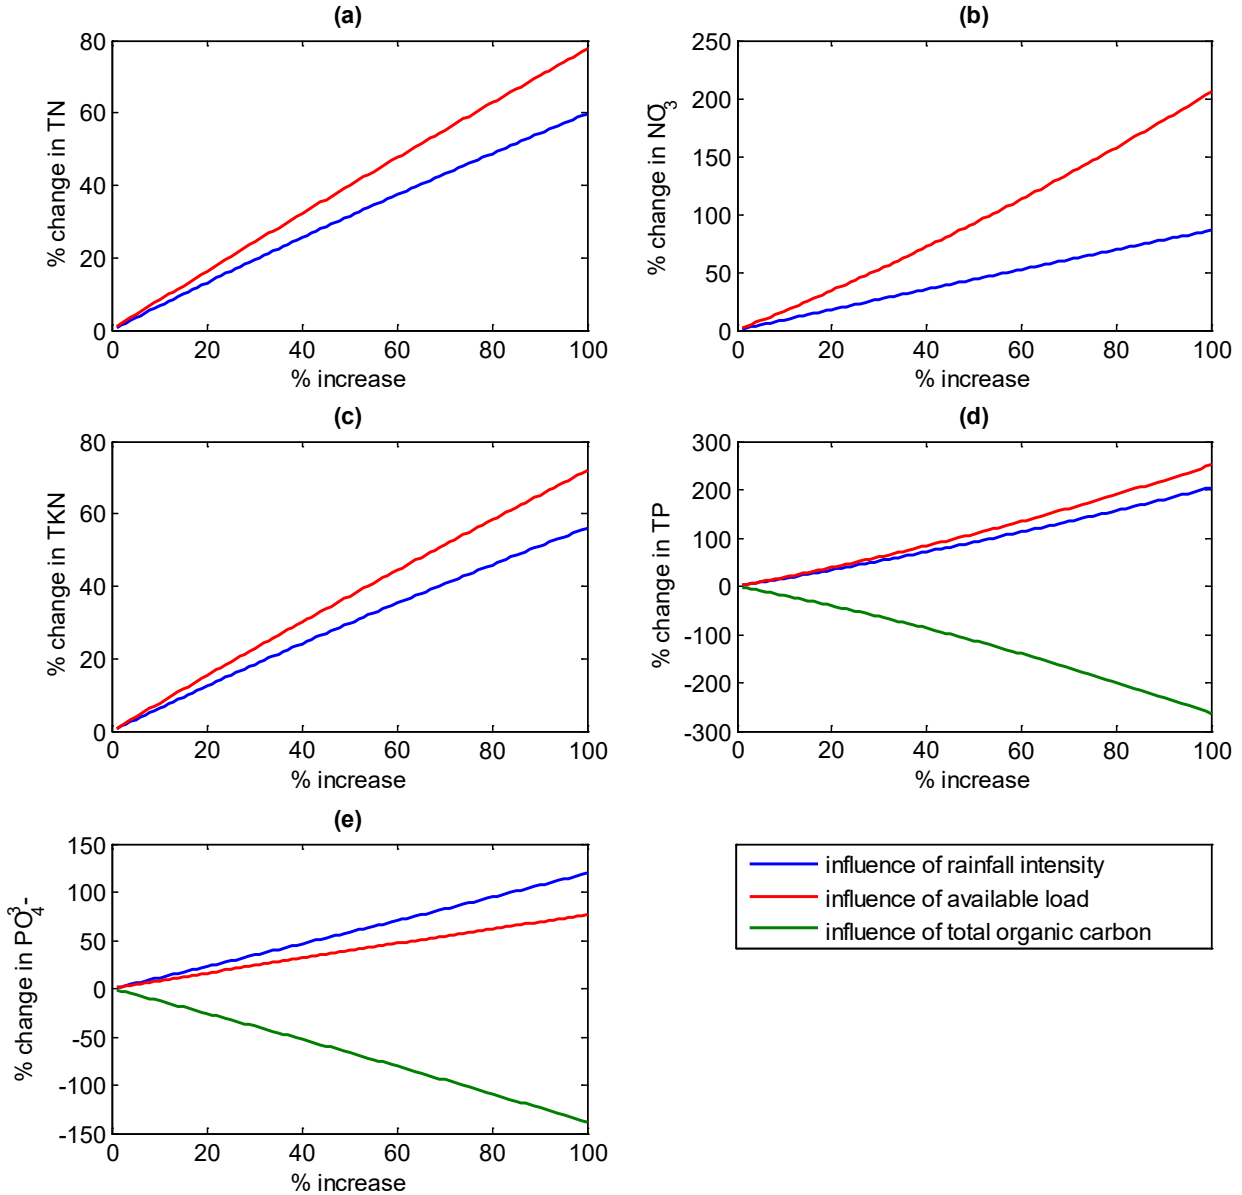 (a)
% change in TN
80
60
40
20
0
0 20 40 60 80 100
% increase
(b)
% change in NO3-
250
200
150
100
50
0
0 20 40 60 80 100
% increase
(c)
% change in TKN
80
60
40
20
0
0 20 40 60 80 100
% increase
(d)
% change in TP
300
200
100
0
-100
-200
-300
0 20 40 60 80 100
% increase
(e)
% change in PO43-
150
100
50
0
-50
-100
-150
0 20 40 60 80 100
% increase
influence of rainfall intensity
influence of available load
influence of total organic carbon